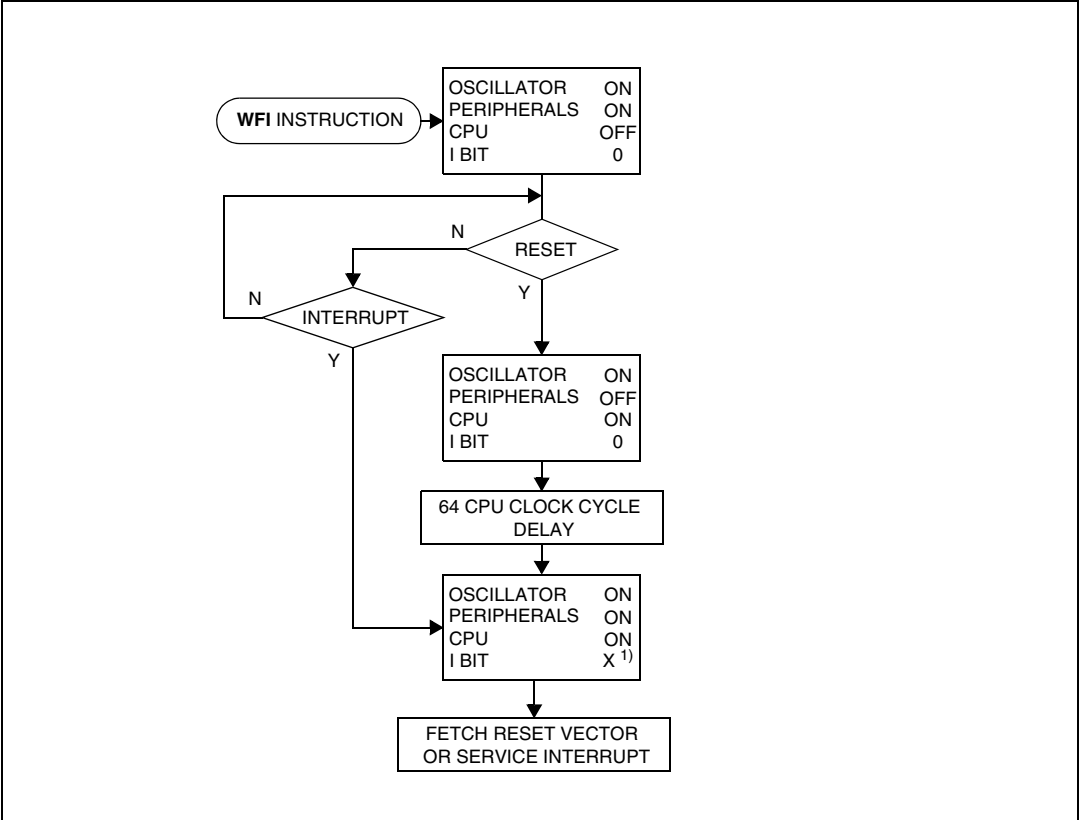 WFI INSTRUCTION
OSCILLATOR ON
PERIPHERALS ON
CPU OFF
I BIT 0
RESET
N
Y
INTERRUPT
N
Y
OSCILLATOR ON
PERIPHERALS OFF
CPU ON
I BIT 0
64 CPU CLOCK CYCLE
DELAY
OSCILLATOR ON
PERIPHERALS ON
CPU ON
I BIT X 1)
FETCH RESET VECTOR
OR SERVICE INTERRUPT